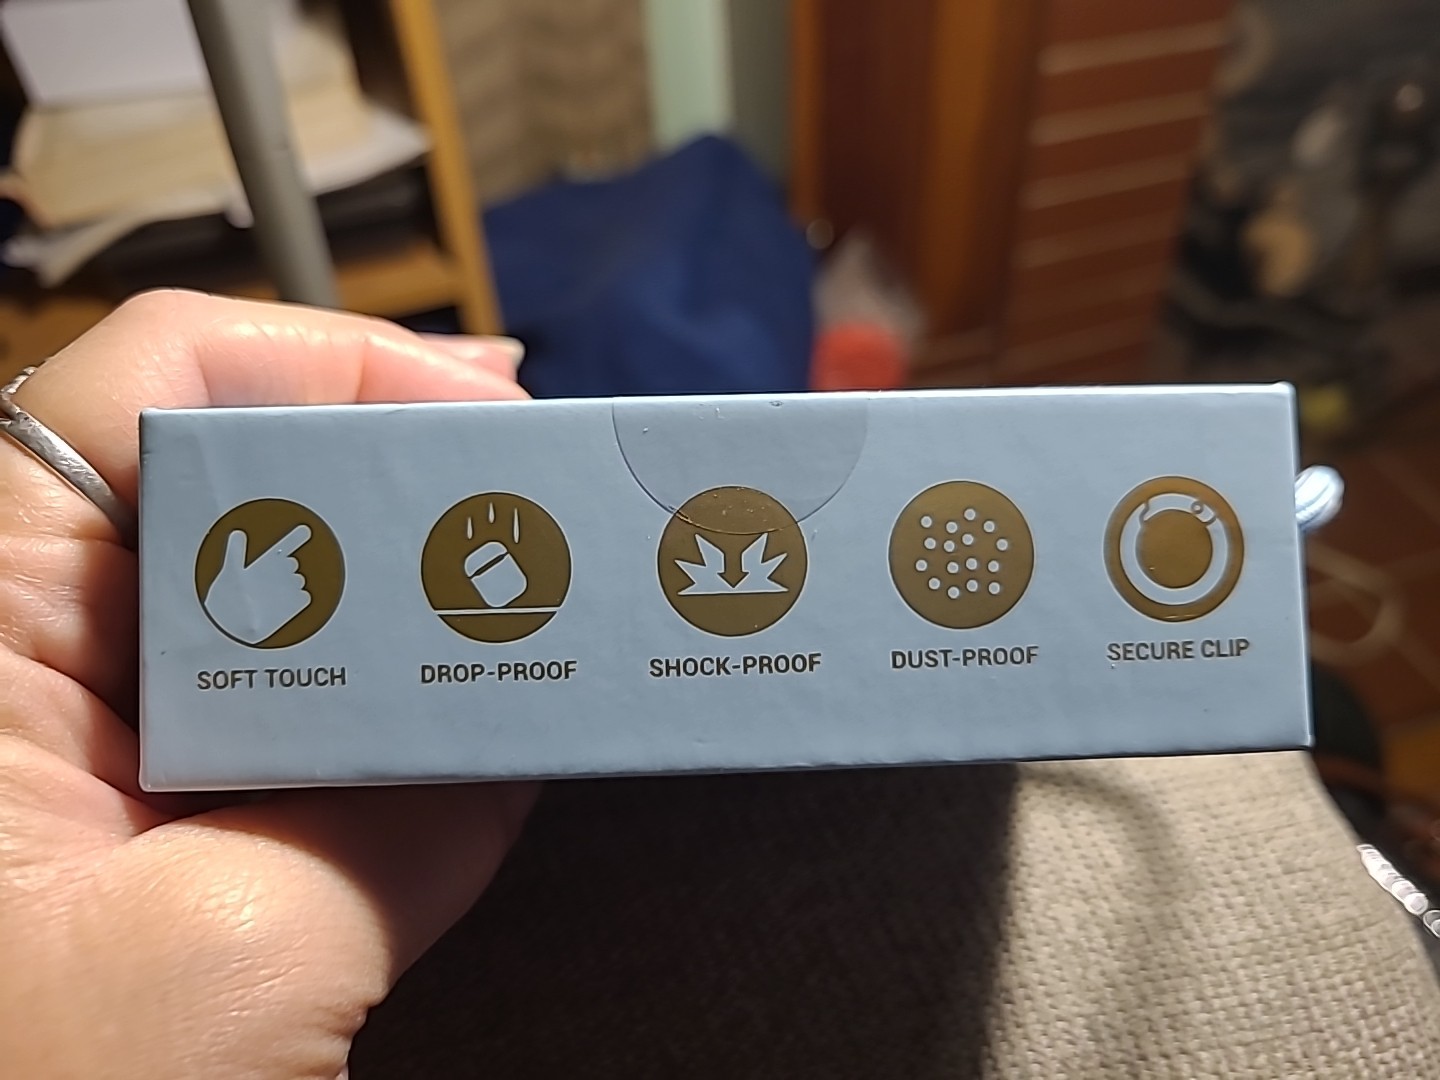 SOFT TOUCH
DROP-PROOF
SHOCK-PROOF
DUST-PROOF
SECURE CLIP